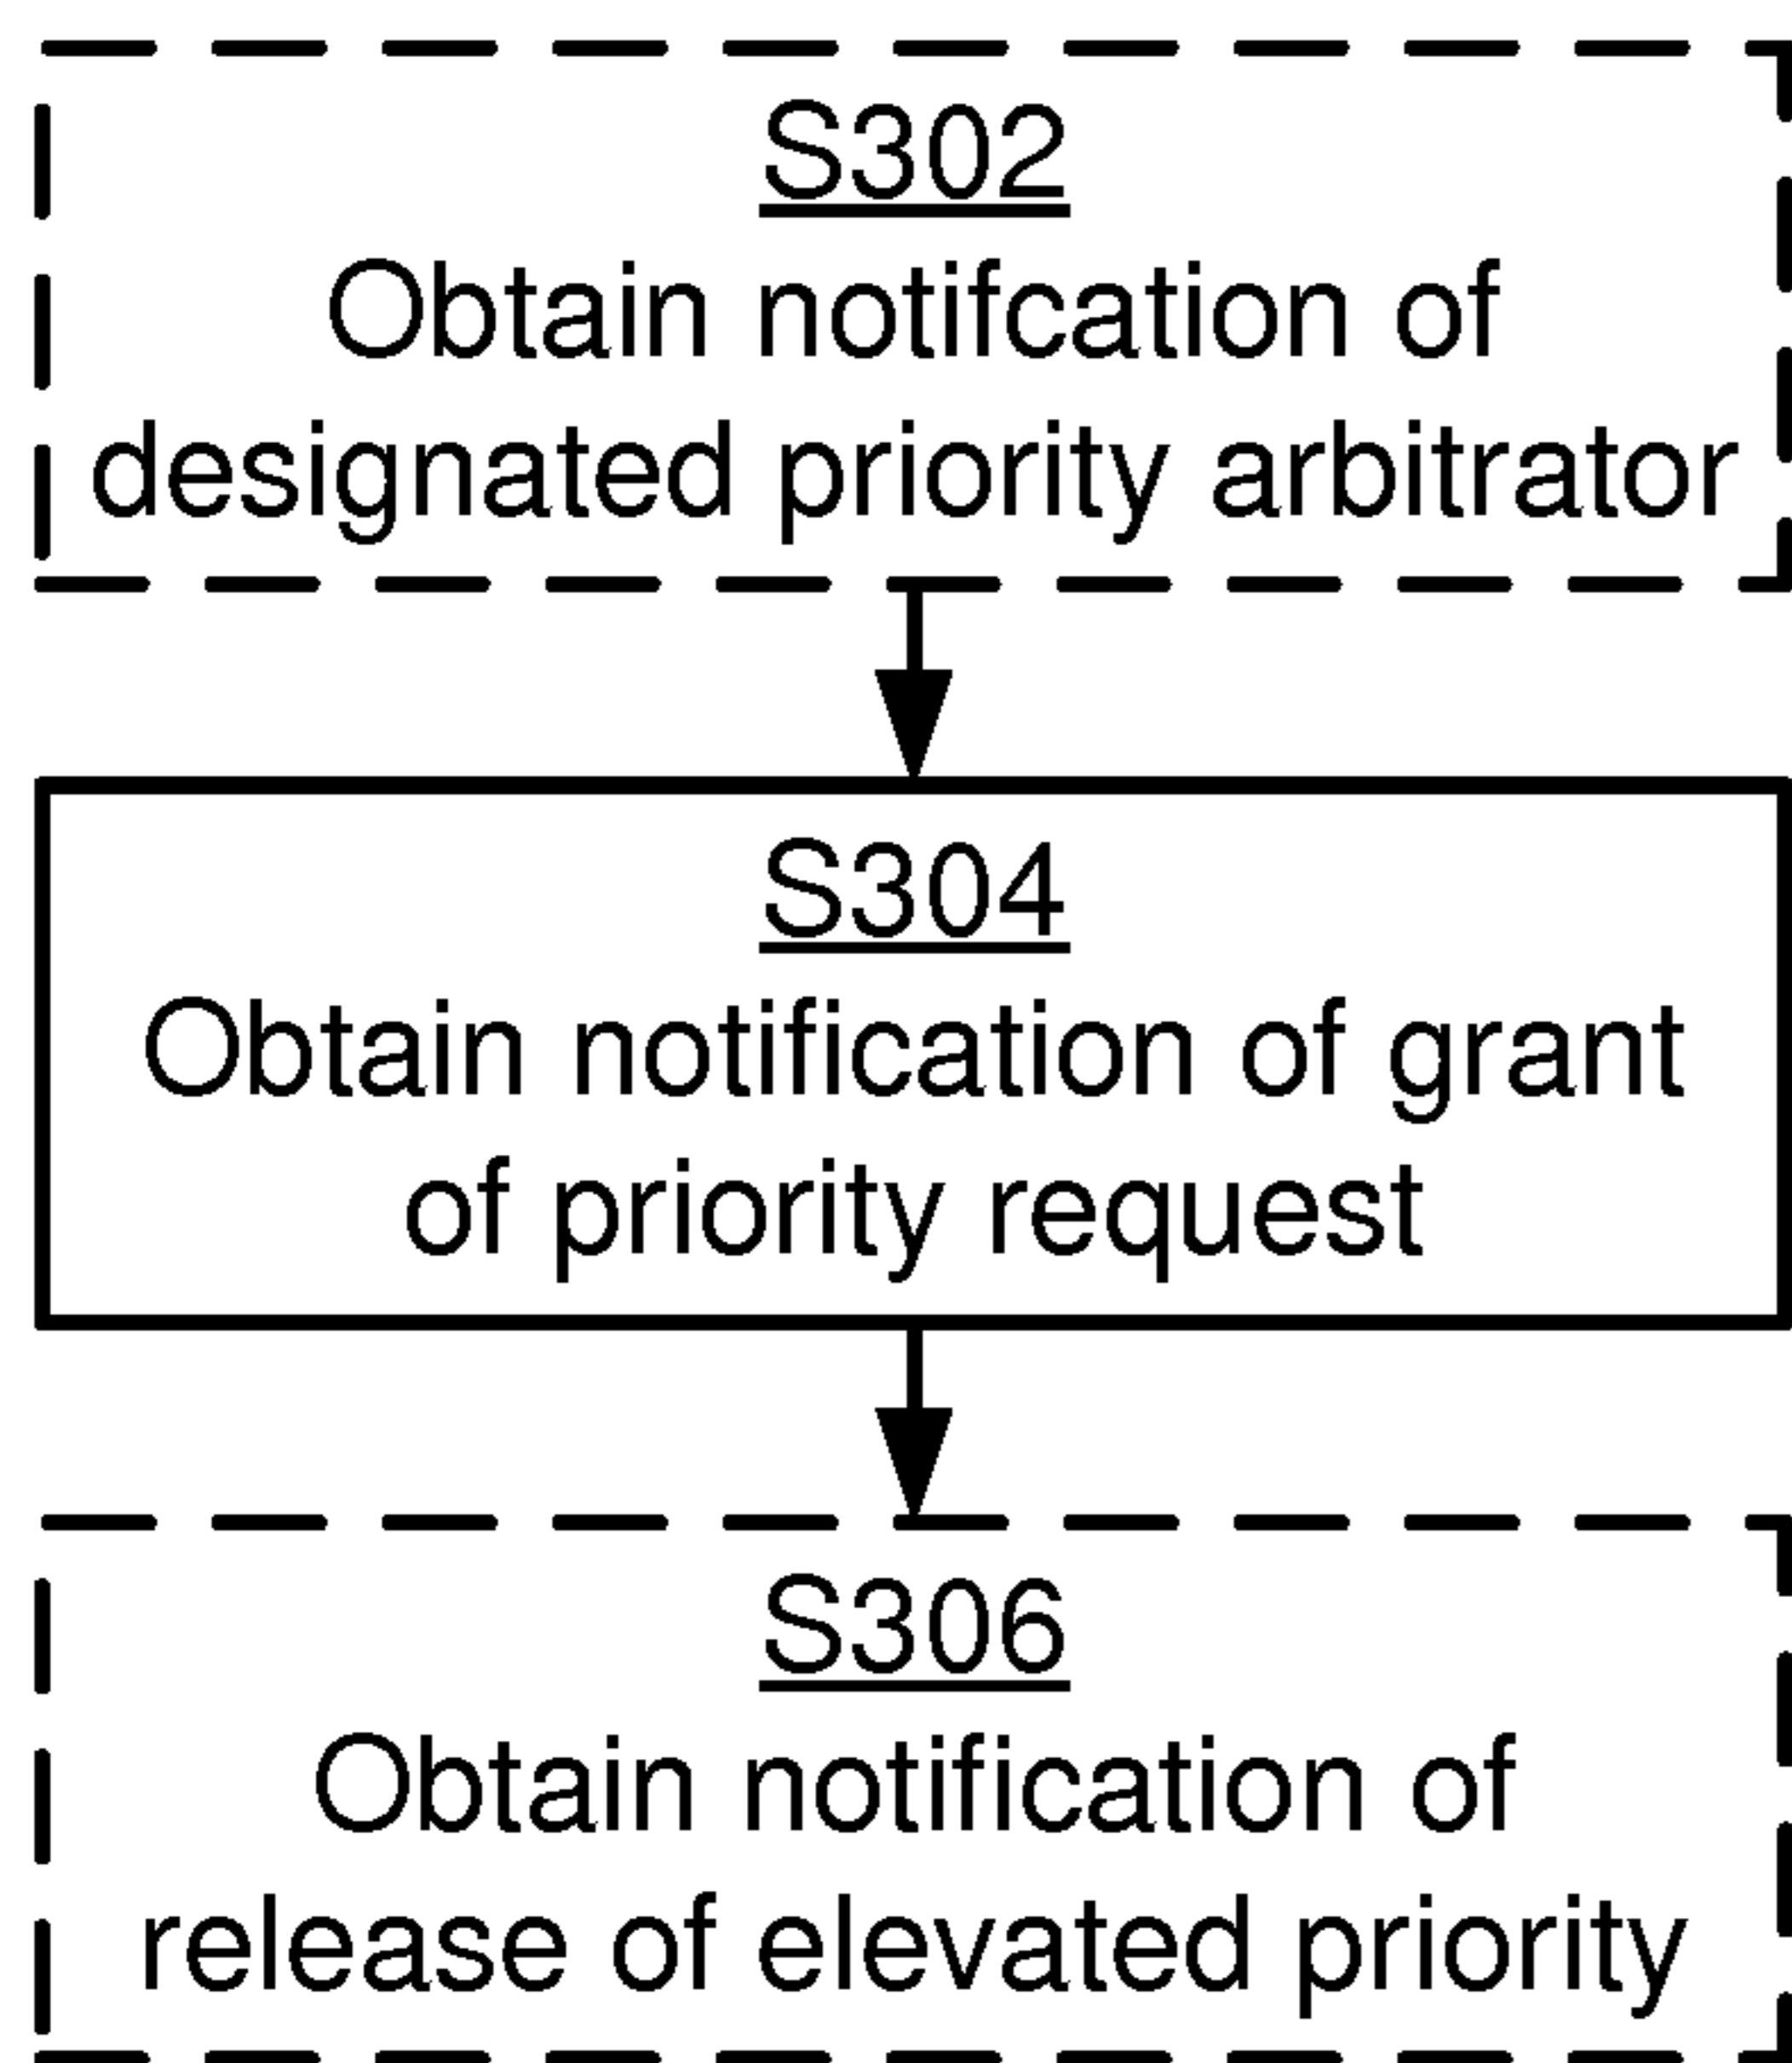 S302
Obtain notifcation of
designated priority arbitrator
S304
Obtain notification of grant
of priority request
S306
Obtain notification of
release of elevated priority